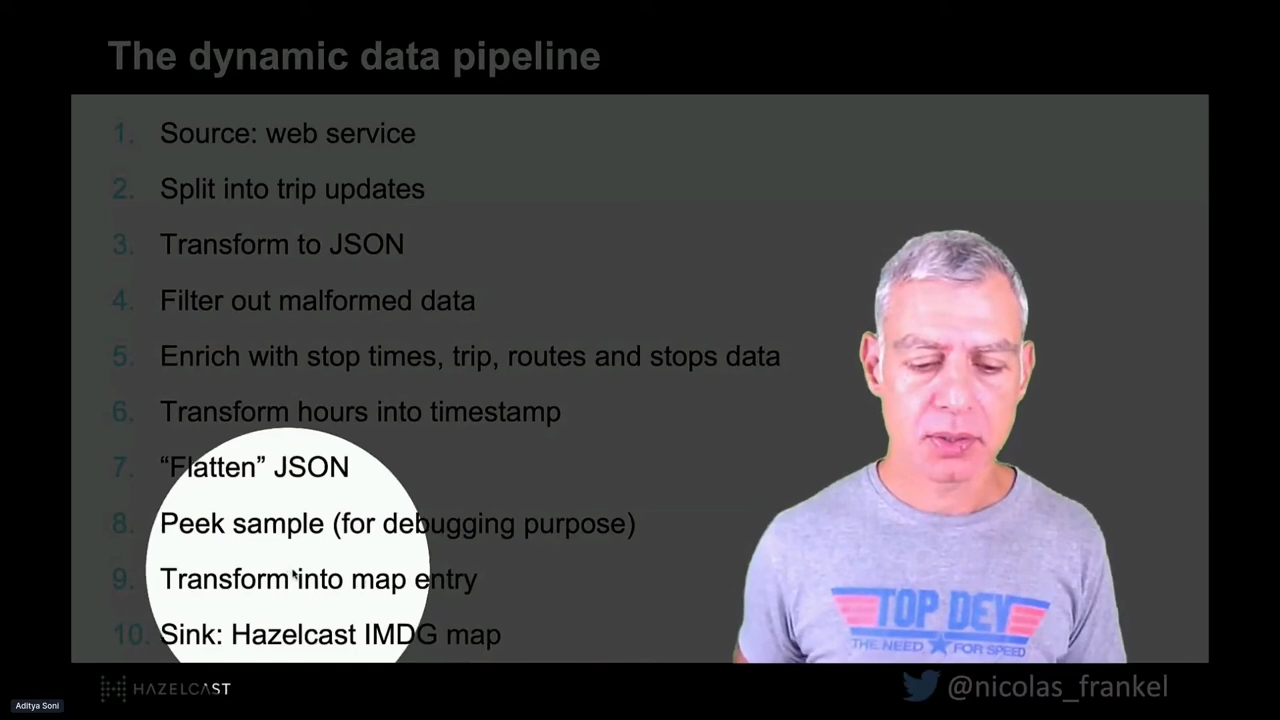 The dynamic data pipeline
1. Source: web service
2. Split into trip updates
3. Transform to JSON
4. Filter out malformed data
5. Enrich with stop times, trip, routes and stops data
6. Transform hours into timestamp
7. “Flatten” JSON
8. Peek sample (for debugging purpose)
9. Transform into map entry
10. Sink: Hazelcast IMDG map
TOP DEV
THE NEED FOR SPEED
HAZELCAST
@nicolas_frankel
Aditya Soni